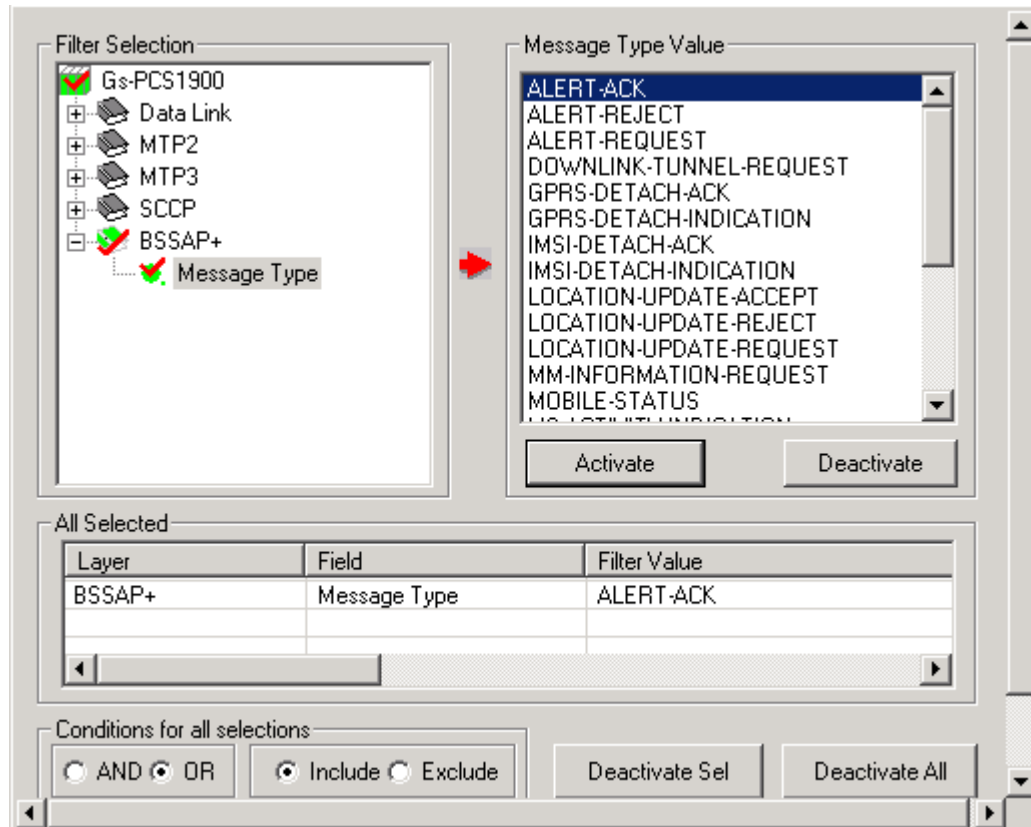 Filter Selection
Gs-PCS1900
Data Link
MTP2
MTP3
SCCP
BSSAP+
Message Type
Message Type Value
ALERT-ACK
ALERT-REJECT
ALERT-REQUEST
DOWNLINK-TUNNEL-REQUEST
GPRS-DETACH-ACK
GPRS-DETACH-INDICATION
IMSI-DETACH-ACK
IMSI-DETACH-INDICATION
LOCATION-UPDATE-ACCEPT
LOCATION-UPDATE-REJECT
LOCATION-UPDATE-REQUEST
MM-INFORMATION-REQUEST
MOBILE-STATUS
Activate Deactivate
All Selected
Layer Field Filter Value
BSSAP+ Message Type ALERT-ACK
Conditions for all selections
AND OR Include Exclude Deactivate Sel Deactivate All